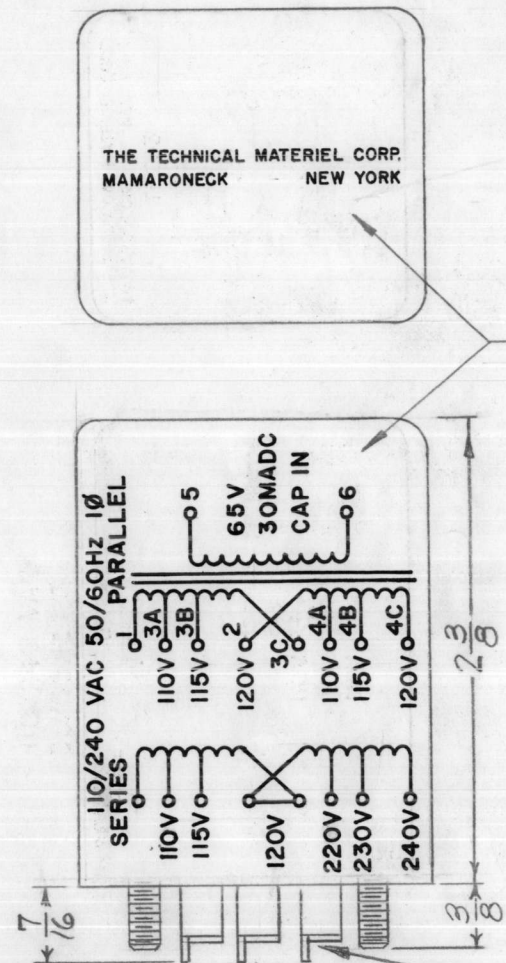 THE TECHNICAL MATERIEL CORP.
MAMARONECK NEW YORK
110/240 VAC 50/60Hz 1Ø
SERIES
PARALLEL
110V
115V
120V
220V
230V
240V
1
3A
3B
2
3C
4A
4B
4C
110V
115V
120V
110V
115V
120V
5
65V
30MADC
CAP IN
6
2 3/8
7/16
3/8